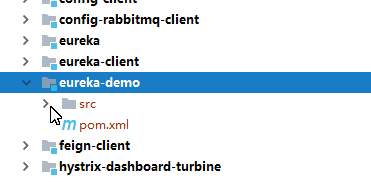 config-client
config-rabbitmq-client
eureka
eureka-client
eureka-demo
src
pom.xml
feign-client
hystrix-dashboard-turbine